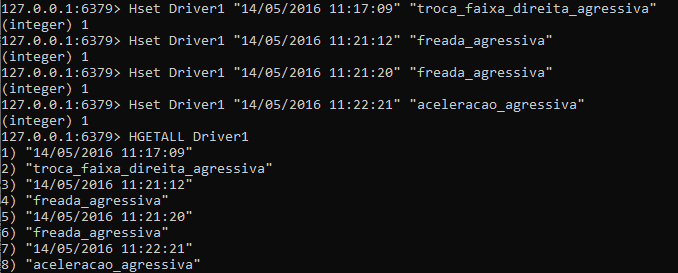 127.0.0.1:6379> Hset Driver1 "14/05/2016 11:17:09" "troca_faixa_direita_agressiva"
(integer) 1
127.0.0.1:6379> Hset Driver1 "14/05/2016 11:21:12" "freada_agressiva"
(integer) 1
127.0.0.1:6379> Hset Driver1 "14/05/2016 11:21:20" "freada_agressiva"
(integer) 1
127.0.0.1:6379> Hset Driver1 "14/05/2016 11:22:21" "aceleracao_agressiva"
(integer) 1
127.0.0.1:6379> HGETALL Driver1
1) "14/05/2016 11:17:09"
2) "troca_faixa_direita_agressiva"
3) "14/05/2016 11:21:12"
4) "freada_agressiva"
5) "14/05/2016 11:21:20"
6) "freada_agressiva"
7) "14/05/2016 11:22:21"
8) "aceleracao_agressiva"